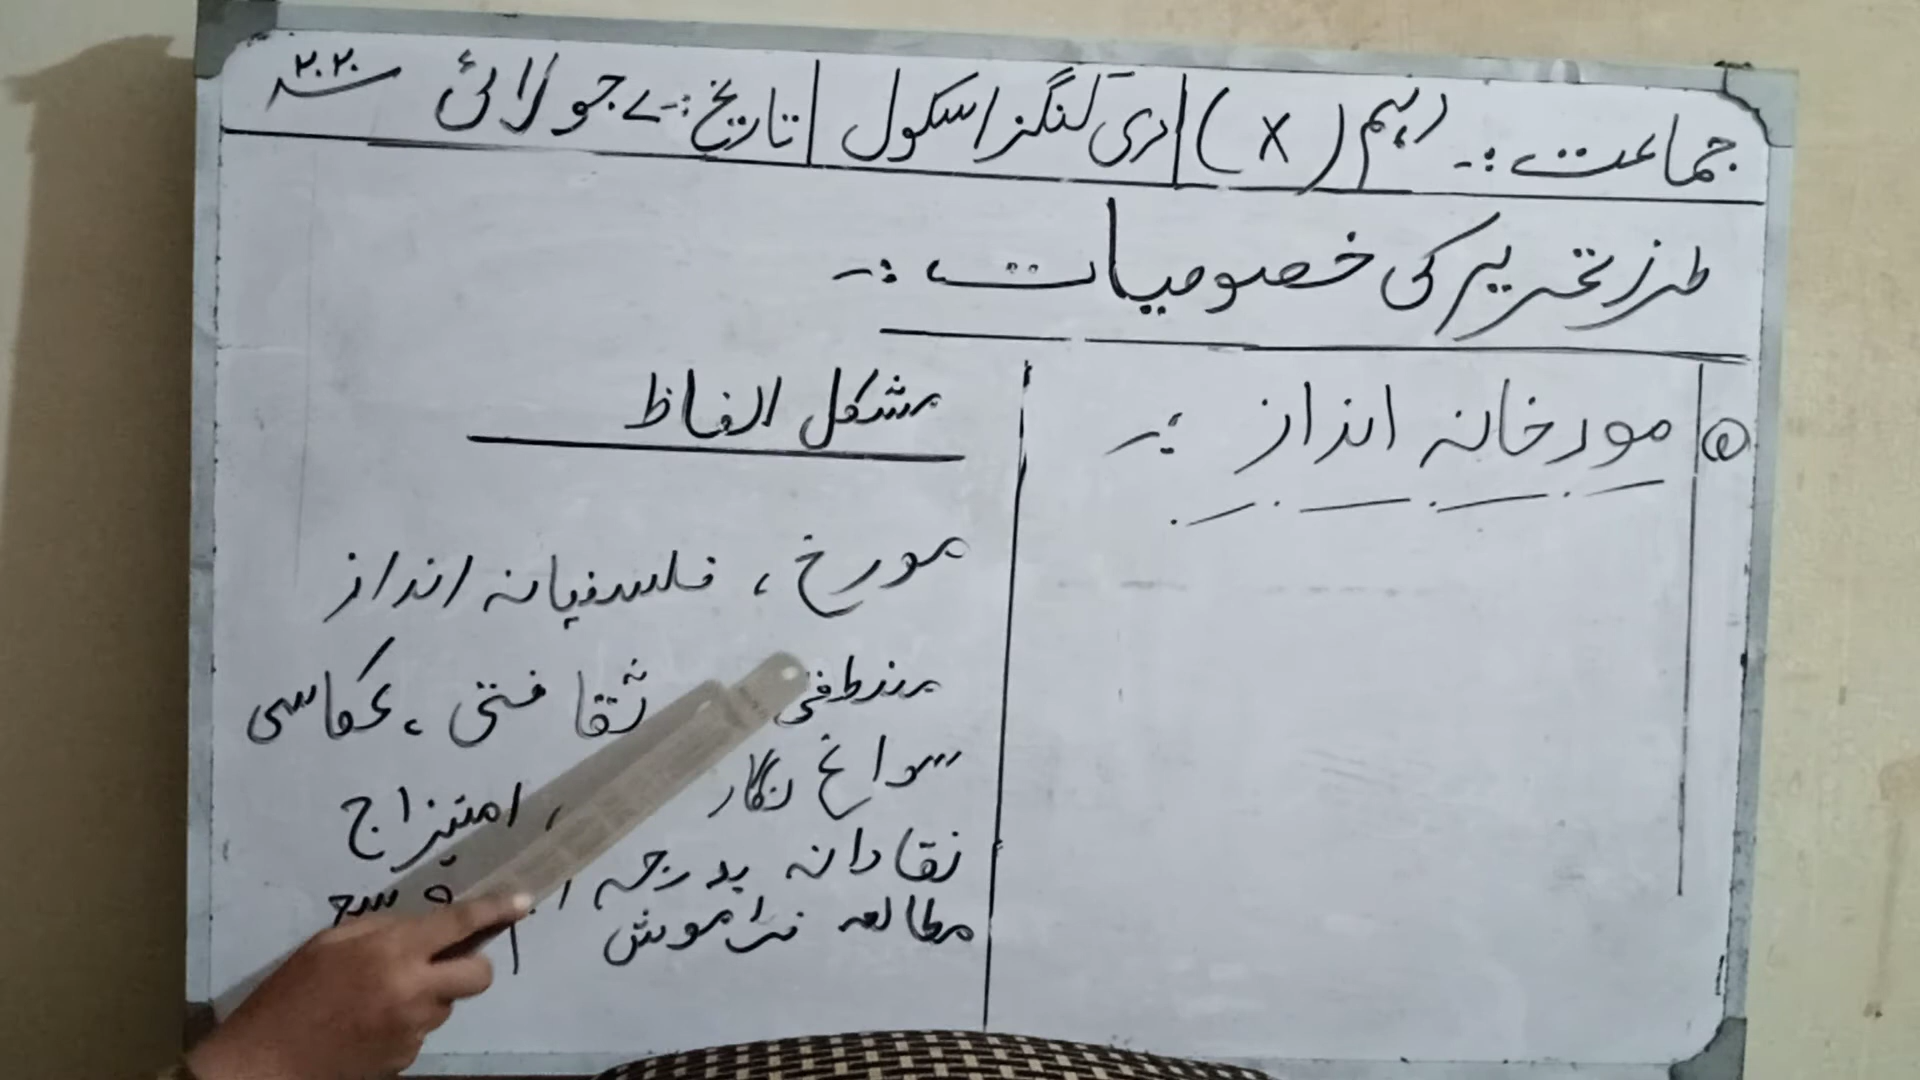 جماعت :- دہم (X) | دی کنگز اسکول | تاریخ :- ۷ جولائی ۲۰۲۰
طرز تحریر کی خصوصیات :-
مورخانہ انداز :-
مشکل الفاظ
مورخ ، فلسفیانہ انداز
منطقی ثقافتی ، عکاسی
سوانح نگار ، امتزاج
نقادانہ بدرجہ
مطالعہ فراموش